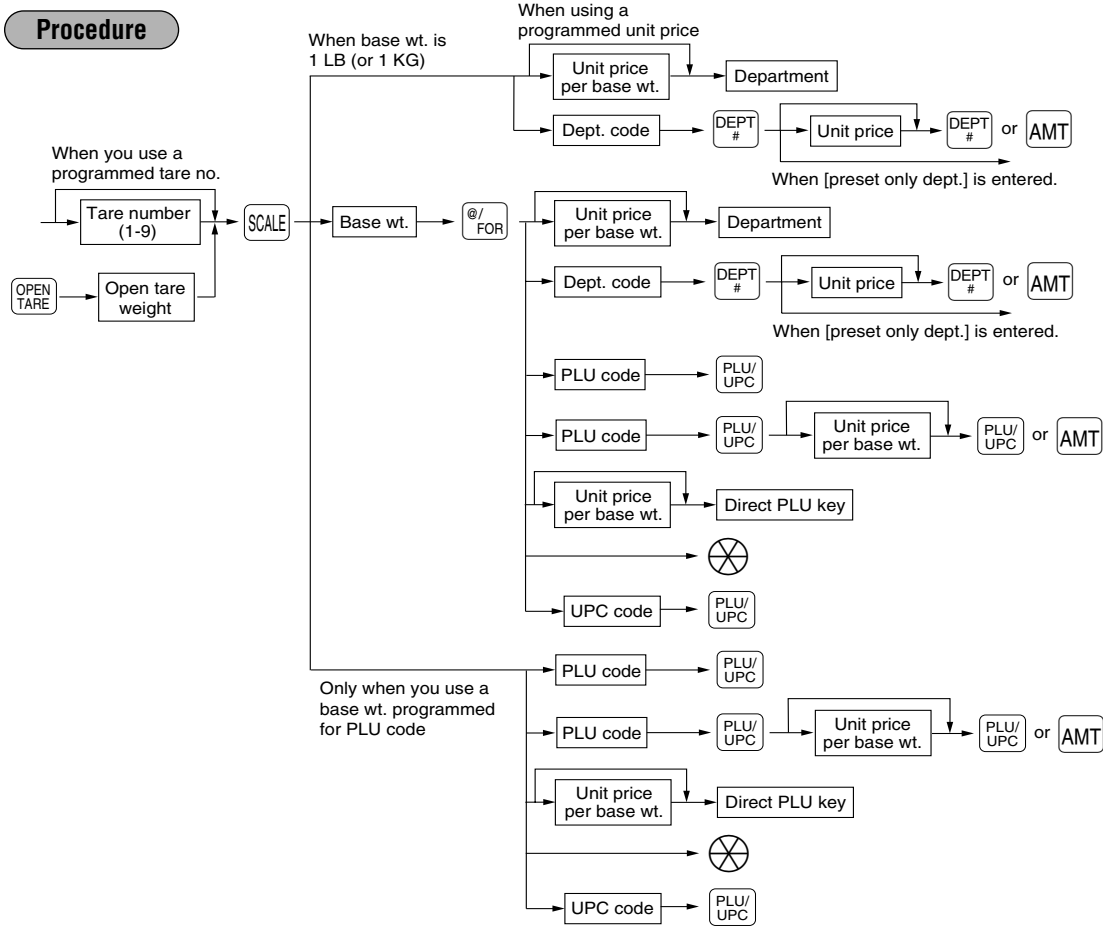 Procedure
When using a
programmed unit price
When base wt. is
1 LB (or 1 KG)
Unit price
per base wt.
Department
Dept. code
DEPT
#
Unit price
DEPT
#
or
AMT
When [preset only dept.] is entered.
When you use a
programmed tare no.
Tare number
(1-9)
SCALE
Base wt.
@/
FOR
Unit price
per base wt.
Department
OPEN
TARE
Open tare
weight
Dept. code
DEPT
#
Unit price
DEPT
#
or
AMT
When [preset only dept.] is entered.
PLU code
PLU/
UPC
PLU code
PLU/
UPC
Unit price
per base wt.
PLU/
UPC
or
AMT
Unit price
per base wt.
Direct PLU key
UPC code
PLU/
UPC
Only when you use a
base wt. programmed
for PLU code
PLU code
PLU/
UPC
PLU code
PLU/
UPC
Unit price
per base wt.
PLU/
UPC
or
AMT
Unit price
per base wt.
Direct PLU key
UPC code
PLU/
UPC